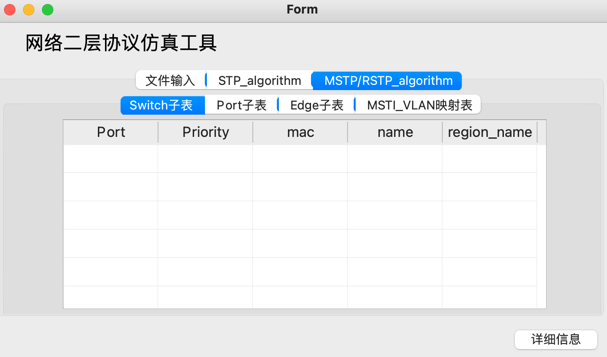 Form
网络二层协议仿真工具
文件输入 STP_algorithm MSTP/RSTP_algorithm
Switch子表 Port子表 Edge子表 MSTI_VLAN映射表
Port Priority mac name region_name
详细信息